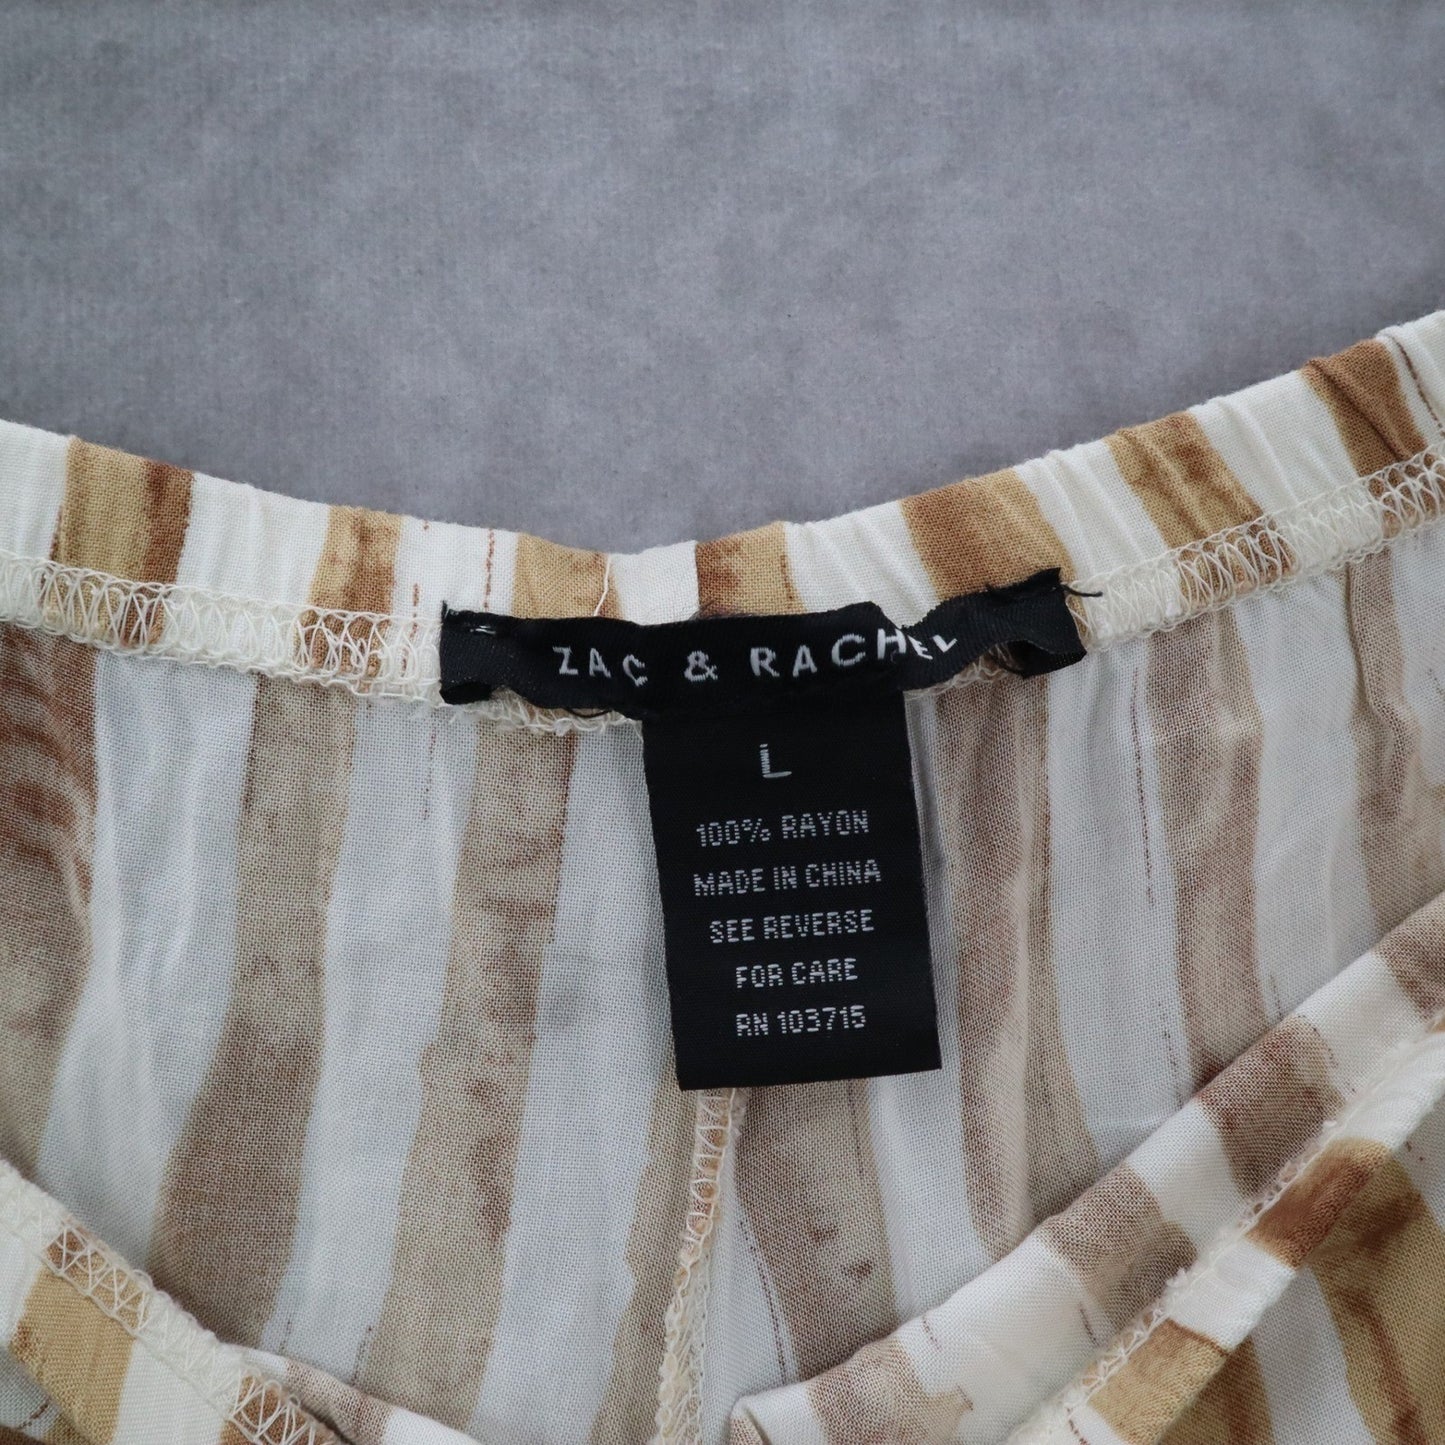 ZAC & RACHEL
L
100% RAYON
MADE IN CHINA
SEE REVERSE
FOR CARE
RN 103715